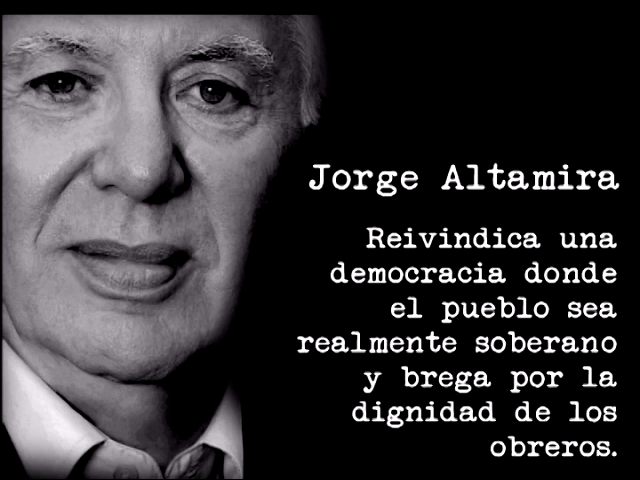 Jorge Altamira
Reivindica una
democracia donde
el pueblo sea
realmente soberano
y brega por la
dignidad de los
obreros.